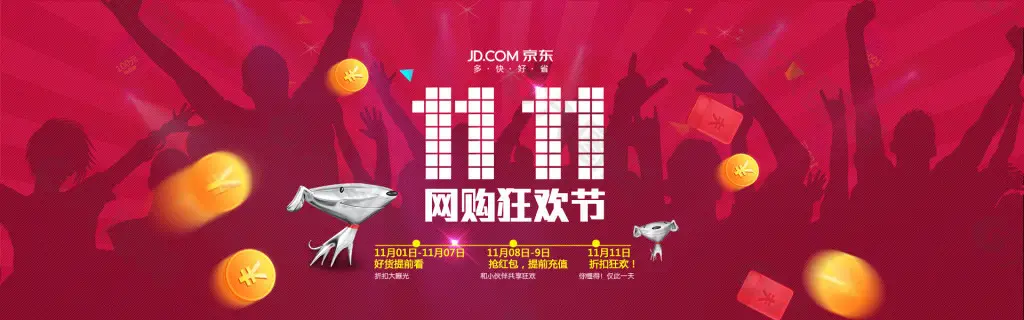 JD.COM 京东
多·快·好·省
11 11
网购狂欢节
11月01日-11月07日
好货提前看
折扣大曝光
11月08日-9日
抢红包，提前充值
和小伙伴共享狂欢
11月11日
折扣狂欢！
你懂得！仅此一天